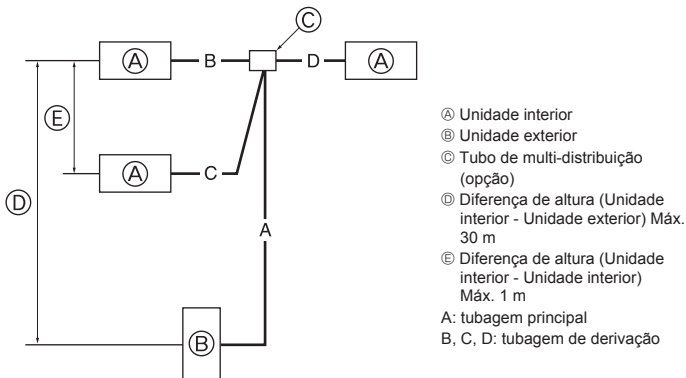 Ⓒ
Ⓐ B D Ⓐ
Ⓔ
Ⓐ C
Ⓓ
A
Ⓑ
Ⓐ Unidade interior
Ⓑ Unidade exterior
Ⓒ Tubo de multi-distribuição
(opção)
Ⓓ Diferença de altura (Unidade
interior - Unidade exterior) Máx.
30 m
Ⓔ Diferença de altura (Unidade
interior - Unidade interior)
Máx. 1 m
A: tubagem principal
B, C, D: tubagem de derivação